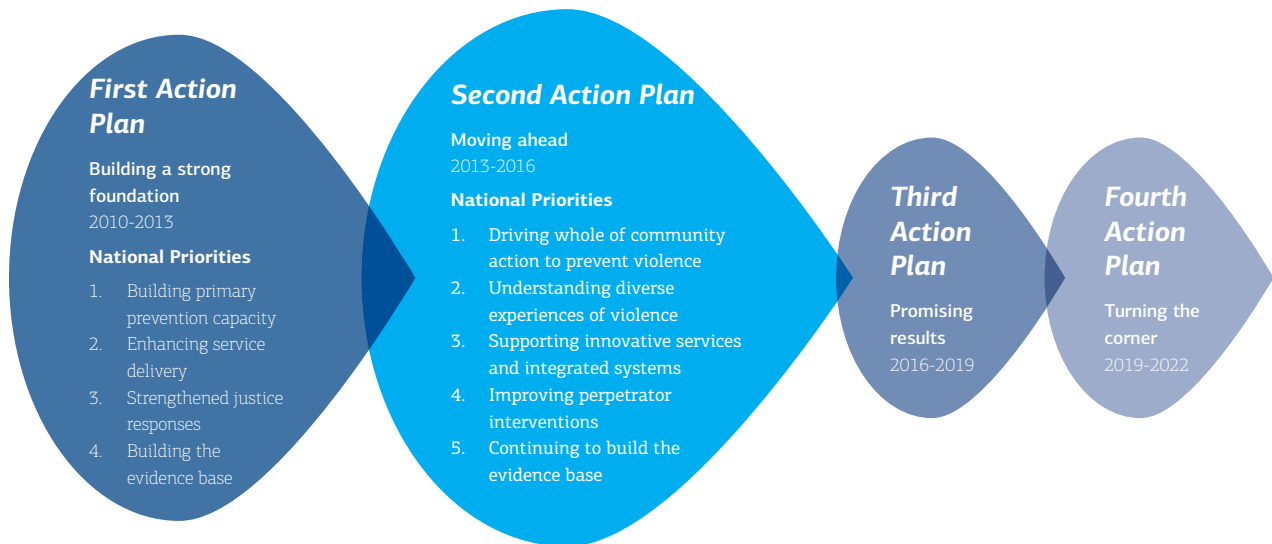 First Action
Plan
Building a strong
foundation
2010-2013
National Priorities
1. Building primary
prevention capacity
2. Enhancing service
delivery
3. Strengthened justice
responses
4. Building the
evidence base
Second Action Plan
Moving ahead
2013-2016
National Priorities
1. Driving whole of community
action to prevent violence
2. Understanding diverse
experiences of violence
3. Supporting innovative services
and integrated systems
4. Improving perpetrator
interventions
5. Continuing to build the
evidence base
Third
Action
Plan
Promising
results
2016-2019
Fourth
Action
Plan
Turning the
corner
2019-2022